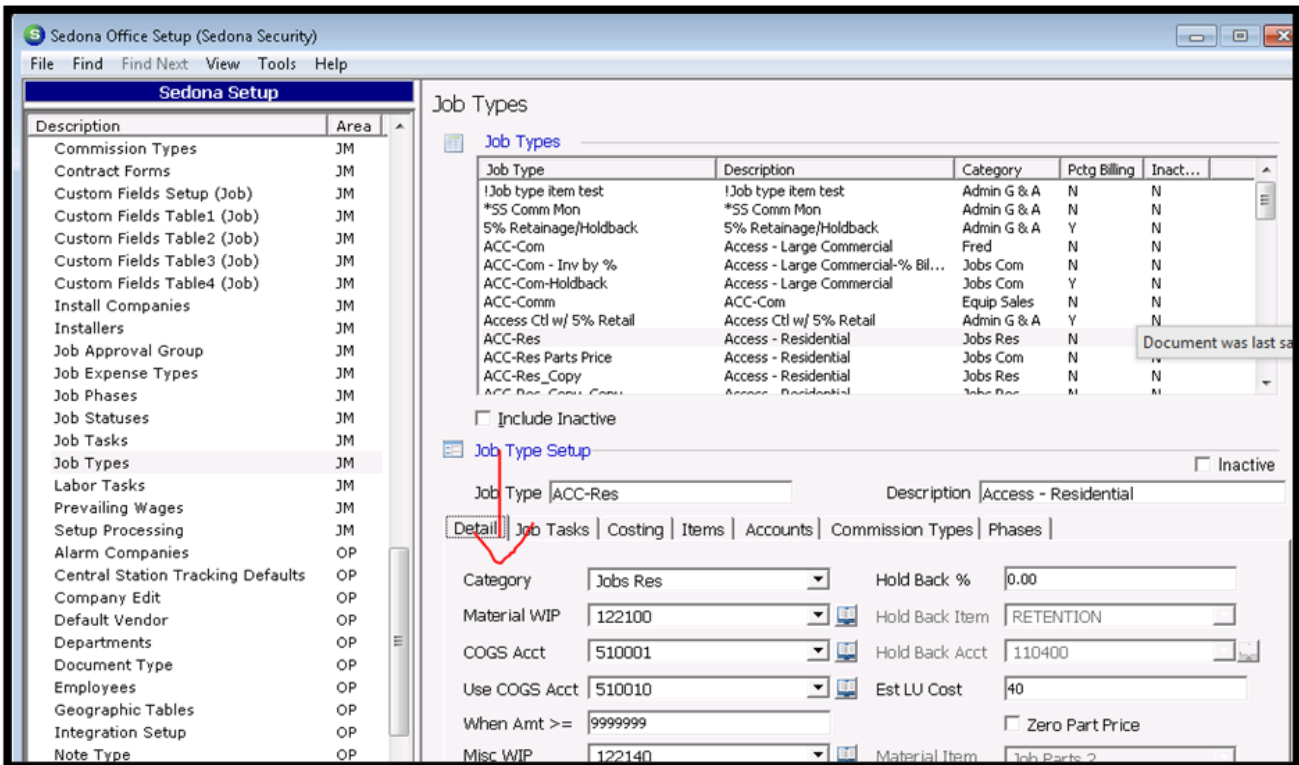 Sedona Office Setup (Sedona Security)
File Find Find Next View Tools Help
Sedona Setup
Description Area
Commission Types JM
Contract Forms JM
Custom Fields Setup (Job) JM
Custom Fields Table1 (Job) JM
Custom Fields Table2 (Job) JM
Custom Fields Table3 (Job) JM
Custom Fields Table4 (Job) JM
Install Companies JM
Installers JM
Job Approval Group JM
Job Expense Types JM
Job Phases JM
Job Statuses JM
Job Tasks JM
Job Types JM
Labor Tasks JM
Prevailing Wages JM
Setup Processing JM
Alarm Companies OP
Central Station Tracking Defaults OP
Company Edit OP
Default Vendor OP
Departments OP
Document Type OP
Employees OP
Geographic Tables OP
Integration Setup OP
Note Type OP
Job Types
Job Types
Job Type Description Category Pctg Billing Inact...
!Job type item test !Job type item test Admin G & A N N
*SS Comm Mon *SS Comm Mon Admin G & A N N
5% Retainage/Holdback 5% Retainage/Holdback Admin G & A Y N
ACC-Com Access - Large Commercial Fred N N
ACC-Com - Inv by % Access - Large Commercial-% Bil... Jobs Com N N
ACC-Com-Holdback Access - Large Commercial Jobs Com Y N
ACC-Comm ACC-Com Equip Sales N N
Access Ctl w/ 5% Retail Access Ctl w/ 5% Retail Admin G & A Y N
ACC-Res Access - Residential Jobs Res N
Document was last sa
ACC-Res Parts Price Access - Residential Jobs Com N N
ACC-Res_Copy Access - Residential Jobs Res N N
ACC-Res_Copy_Copy Access - Residential Jobs Res N N
Include Inactive
Job Type Setup
Inactive
Job Type ACC-Res Description Access - Residential
Detail Job Tasks Costing Items Accounts Commission Types Phases
Category Jobs Res Hold Back % 0.00
Material WIP 122100 Hold Back Item RETENTION
COGS Acct 510001 Hold Back Acct 110400
Use COGS Acct 510010 Est LU Cost 40
When Amt >= 9999999 Zero Part Price
Misc WIP 122140 Material Item Job Parts 2